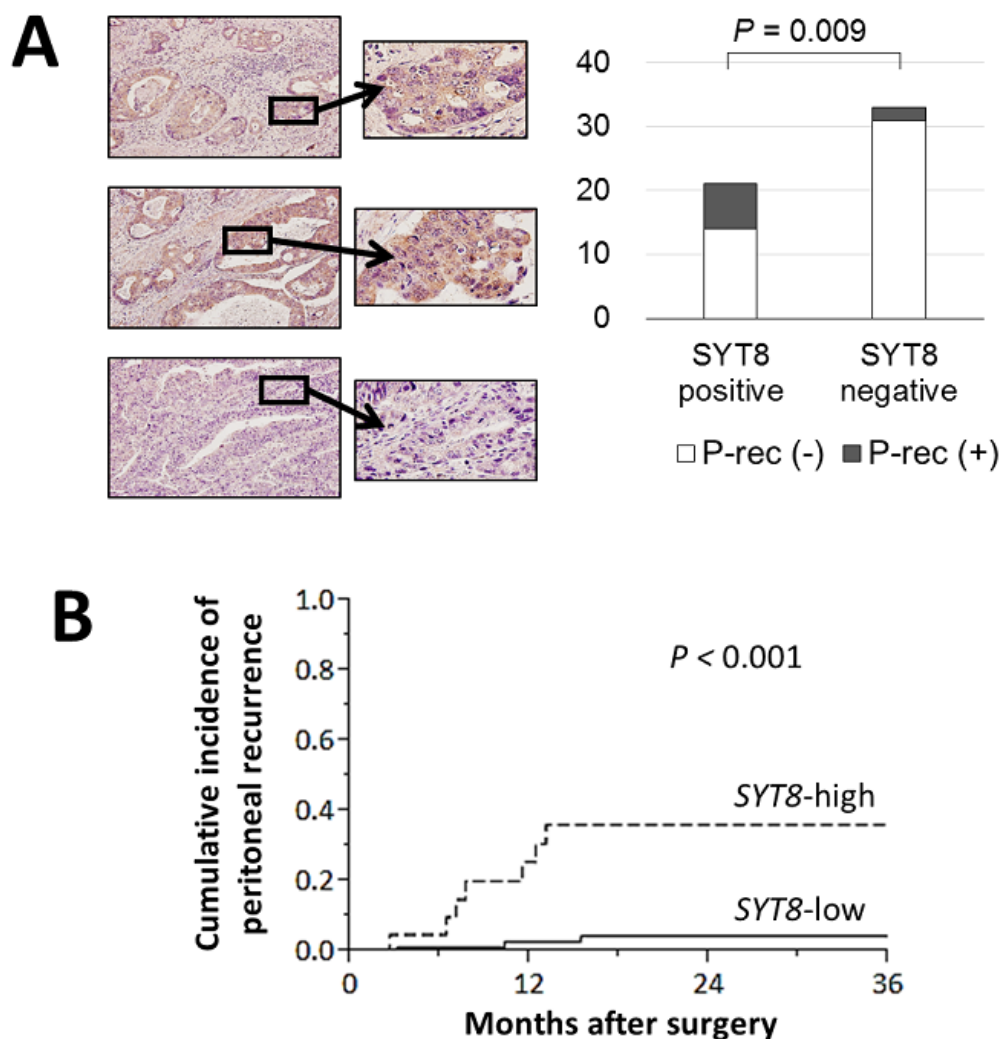 A
P = 0.009
40
30
20
10
0
SYT8
positive
SYT8
negative
P-rec (-)
P-rec (+)
B
Cumulative incidence of
peritoneal recurrence
1.0
0.8
0.6
0.4
0.2
0.0
P < 0.001
SYT8-high
SYT8-low
0
12
24
36
Months after surgery